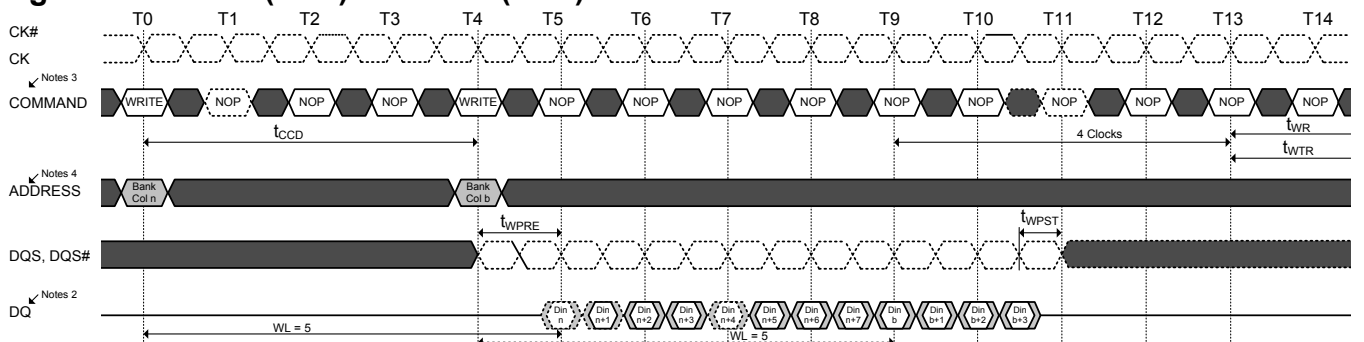 T0 T1 T2 T3 T4 T5 T6 T7 T8 T9 T10 T11 T12 T13 T14
CK#
CK
Notes 3
COMMAND WRITE NOP NOP NOP WRITE NOP NOP NOP NOP NOP NOP NOP NOP NOP NOP
tCCD 4 Clocks tWR
tWTR
Notes 4
ADDRESS Bank Col n Bank Col b
tWPRE tWPST
DQS, DQS#
Notes 2
DQ Din n Din n+1 Din n+2 Din n+3 Din n+4 Din n+5 Din n+6 Din n+7 Din b Din b+1 Din b+2 Din b+3
WL = 5 WL = 5